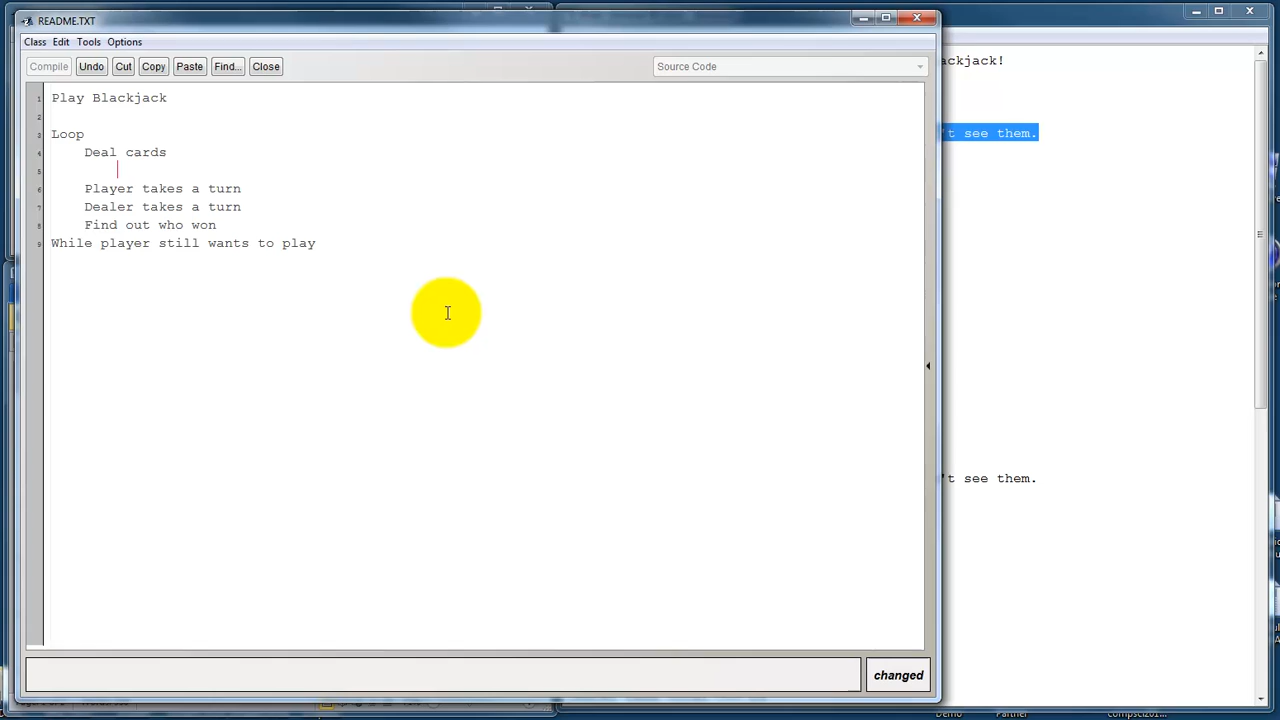 README.TXT
Class Edit Tools Options
Compile Undo Cut Copy Paste Find... Close Source Code
1 Play Blackjack
2
3 Loop
4 Deal cards
5
6 Player takes a turn
7 Dealer takes a turn
8 Find out who won
9 While player still wants to play
changed
ackjack!
't see them.
't see them.
Demo